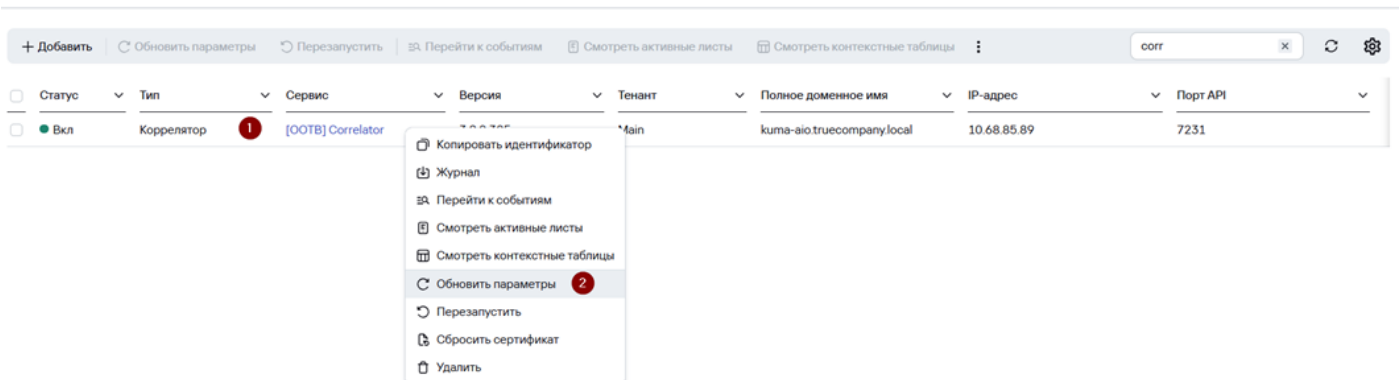 + Добавить Обновить параметры Перезапустить Перейти к событиям Смотреть активные листы Смотреть контекстные таблицы corr
Статус Тип Сервис Версия Тенант Полное доменное имя IP-адрес Порт API
Вкл Коррелятор 1 [OOTB] Correlator Main kuma-aio.truecompany.local 10.68.85.89 7231
Копировать идентификатор
Журнал
Перейти к событиям
Смотреть активные листы
Смотреть контекстные таблицы
Обновить параметры 2
Перезапустить
Сбросить сертификат
Удалить